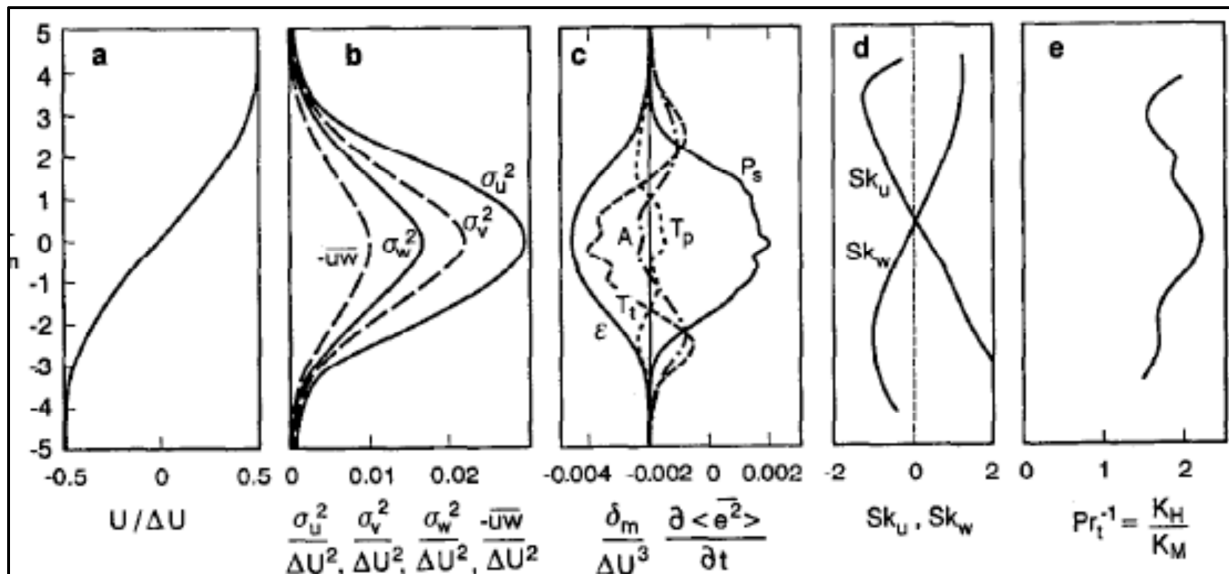 5
4
3
2
1
0
-1
-2
-3
-4
-5
a
b
c
d
e
σu²
σv²
σw²
-uw
Ps
A
Tp
Tt
ε
Sku
Skw
-0.5 0 0.5
0 0.01 0.02
-0.004 -0.002 0 0.002
-2 0 2
0 1 2
U/ΔU
σu²/ΔU², σv²/ΔU², σw²/ΔU², -uw/ΔU²
δm/ΔU³ ∂<e²>/∂t
Sku, Skw
Prt⁻¹ = KH/KM